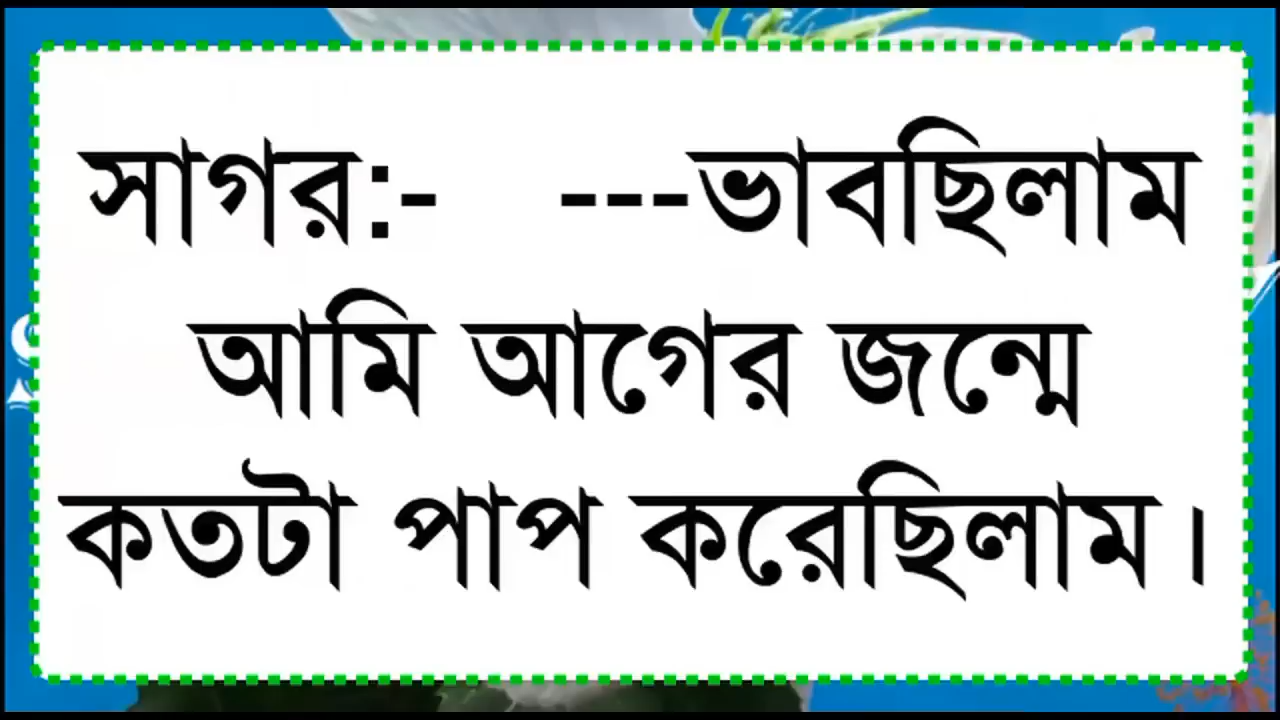 সাগর:- ---ভাবছিলাম
আমি আগের জন্মে
কতটা পাপ করেছিলাম।